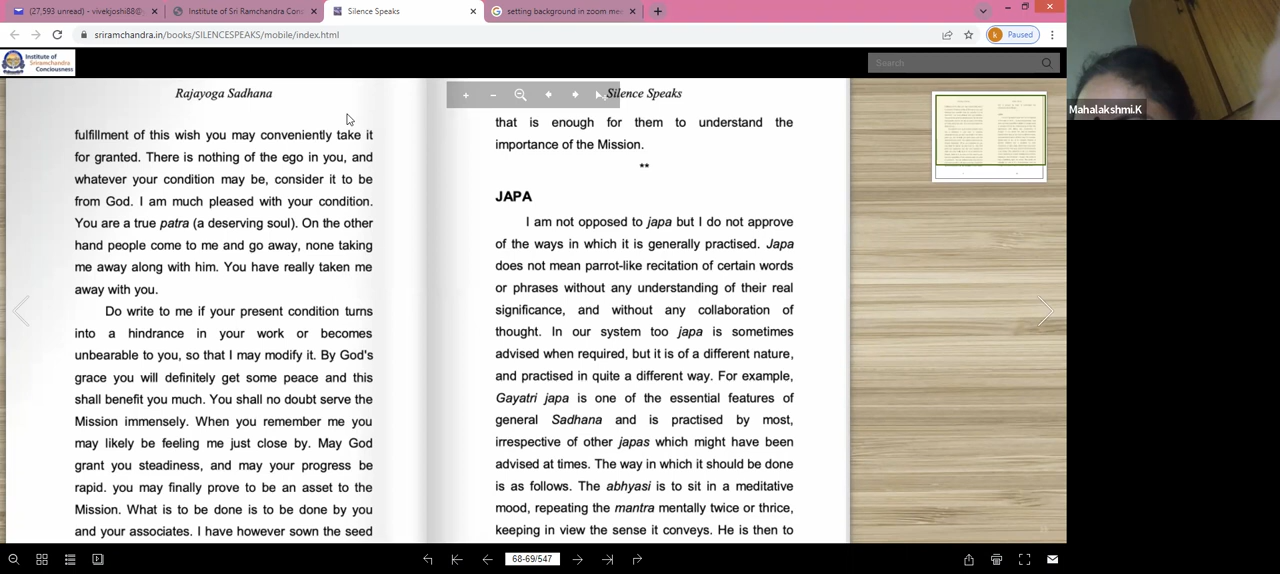 (27,593 unread) - vivekjoshi88@
Institute of Sri Ramchandra Con
Silence Speaks
setting background in zoom me
sriramchandra.in/books/SILENCESPEAKS/mobile/index.html
k Paused
Institute of
Sriramchandra
Conciousness
Search
Mahalakshmi.K
Rajayoga Sadhana
fulfillment of this wish you may conveniently take it
for granted. There is nothing of the ego in you, and
whatever your condition may be, consider it to be
from God. I am much pleased with your condition.
You are a true patra (a deserving soul). On the other
hand people come to me and go away, none taking
me away along with him. You have really taken me
away with you.
Do write to me if your present condition turns
into a hindrance in your work or becomes
unbearable to you, so that I may modify it. By God's
grace you will definitely get some peace and this
shall benefit you much. You shall no doubt serve the
Mission immensely. When you remember me you
may likely be feeling me just close by. May God
grant you steadiness, and may your progress be
rapid. you may finally prove to be an asset to the
Mission. What is to be done is to be done by you
and your associates. I have however sown the seed
Silence Speaks
that is enough for them to understand the
importance of the Mission.
**
JAPA
I am not opposed to japa but I do not approve
of the ways in which it is generally practised. Japa
does not mean parrot-like recitation of certain words
or phrases without any understanding of their real
significance, and without any collaboration of
thought. In our system too japa is sometimes
advised when required, but it is of a different nature,
and practised in quite a different way. For example,
Gayatri japa is one of the essential features of
general Sadhana and is practised by most,
irrespective of other japas which might have been
advised at times. The way in which it should be done
is as follows. The abhyasi is to sit in a meditative
mood, repeating the mantra mentally twice or thrice,
keeping in view the sense it conveys. He is then to
68-69/547